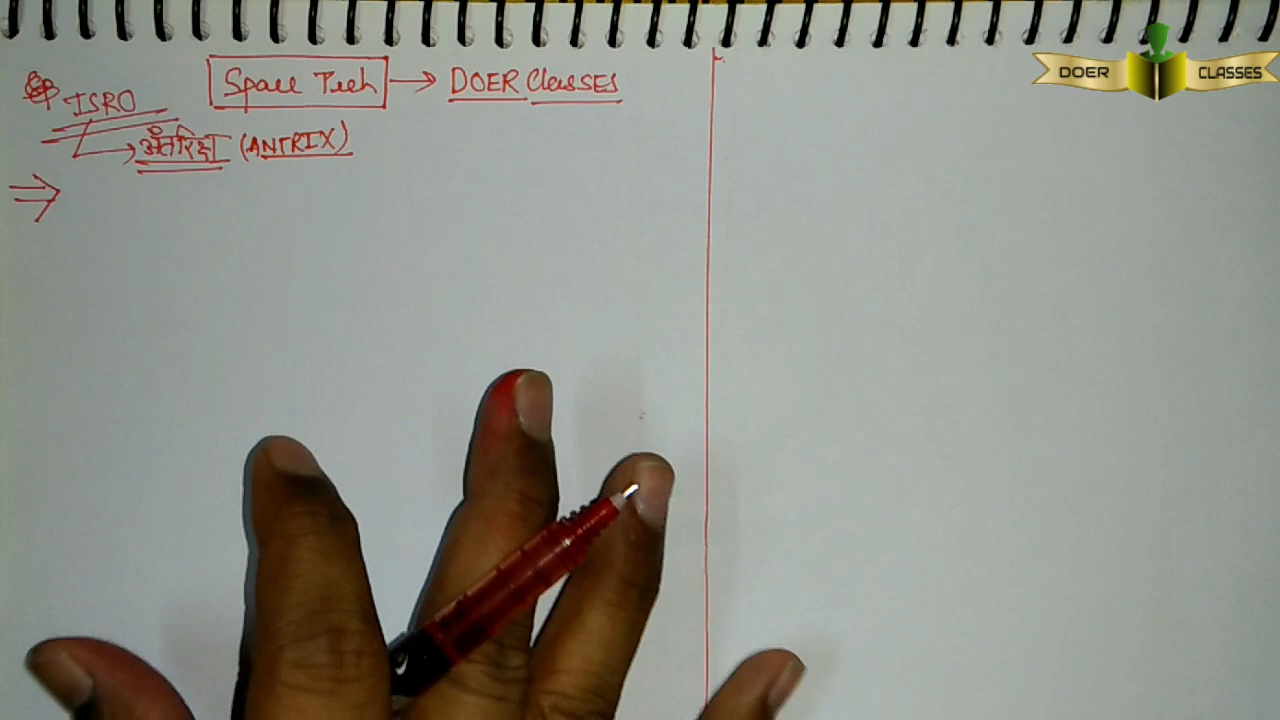 Space Tech → DOER Classes
ISRO
→ अंतरिक्ष (ANTRIX)
⇒
DOER CLASSES